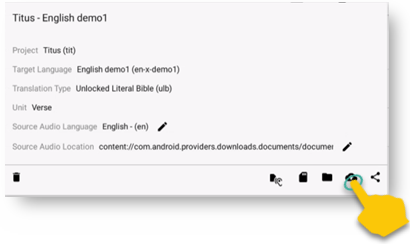 Titus - English demo1
Project Titus (tit)
Target Language English demo1 (en-x-demo1)
Translation Type Unlocked Literal Bible (ulb)
Unit Verse
Source Audio Language English - (en)
Source Audio Location content://com.android.providers.downloads.documents/documen